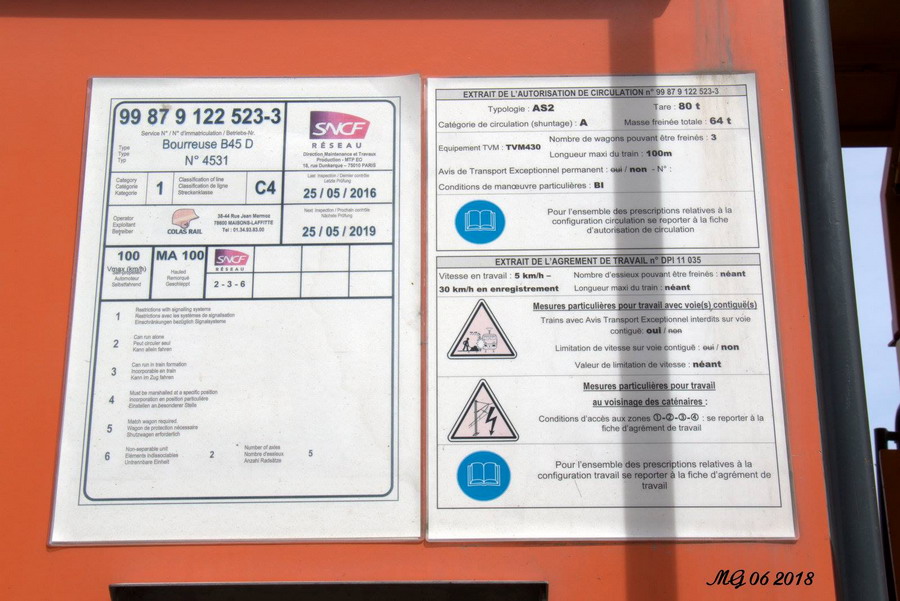 99 87 9 122 523-3
Service N° / N° d'immatriculation / Betriebs-Nr.
Type
Type
Typ
Bourreuse B45 D
N° 4531
SNCF
RÉSEAU
Direction Maintenance et Travaux
Production - MTP EO
18, rue Dunkerque – 75010 PARIS
Category
Catégorie
Kategorie
1
Classification of line
Classification de ligne
Streckenklasse
C4
Last Inspection / Dernier contrôle
Letzte Prüfung
25 / 05 / 2016
Operator
Exploitant
Betreiber
COLAS RAIL
38-44 Rue Jean Mermoz
78600 MAISONS-LAFFITTE
Next Inspection / Prochain contrôle
Nächste Prüfung
25 / 05 / 2019
100
Vmax (km/h)
Automoteur
Selbstfahrend
MA 100
Hauled
Remorqué
Geschleppt
SNCF
RÉSEAU
2 - 3 - 6
1
Restrictions with signalling systems
Restrictions avec les systèmes de signalisation
Einschränkungen bezüglich Signalsysteme
2
Can run alone
Peut circuler seul
Kann allein fahren
3
Can run in train formation
Incorporable en train
Kann im Zug fahren
4
Must be marshalled at a specific position
Incorporation en position particulière
Einstellen an besonderer Stelle
5
Match wagon required
Wagon de protection nécessaire
Shutzwagen erforderlich
6
Non-seperable unit
Eléments indissociables
Untrennbare Einheit
2
Number of axles
Nombre d'essieux
Anzahl Radsätze
5
EXTRAIT DE L'AUTORISATION DE CIRCULATION n° 99 87 9 122 523-3
Typologie : AS2
Tare : 80 t
Catégorie de circulation (shuntage) : A
Masse freinée totale : 64 t
Equipement TVM : TVM430
Nombre de wagons pouvant être freinés : 3
Longueur maxi du train : 100m
Avis de Transport Exceptionnel permanent : oui / non - N° :
Conditions de manœuvre particulières : BI
Pour l'ensemble des prescriptions relatives à la
configuration circulation se reporter à la fiche
d'autorisation de circulation
EXTRAIT DE L'AGREMENT DE TRAVAIL n° DPI 11 035
Vitesse en travail : 5 km/h –
30 km/h en enregistrement
Nombre d'essieux pouvant être freinés : néant
Longueur maxi du train : néant
Mesures particulières pour travail avec voie(s) contiguë(s)
Trains avec Avis Transport Exceptionnel interdits sur voie
contiguë: oui / non
Limitation de vitesse sur voie contiguë : oui / non
Valeur de limitation de vitesse : néant
Mesures particulières pour travail
au voisinage des caténaires :
Conditions d'accès aux zones ①-②-③-④ : se reporter à la
fiche d'agrément de travail
Pour l'ensemble des prescriptions relatives à la
configuration travail se reporter à la fiche d'agrément de
travail
MG 06 2018